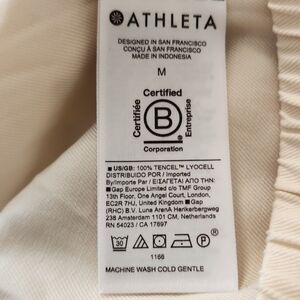 ATHLETA
DESIGNED IN SAN FRANCISCO
CONÇU À SAN FRANCISCO
MADE IN INDONESIA
M
Certified
Certifiée
B
Entreprise
Corporation
■ US/GB: 100% TENCEL™ LYOCELL
DISTRIBUIDO POR / Imported
By/Importe Par / ΕΙΣΑΓΕΤΑΙ ΑΠΟ ΤΗΝ:
■ Gap Europe Limited c/o TMF Group
13th Floor, One Angel Court, London,
EC2R 7HJ, United Kingdom ■ Gap
(RHC) B.V. Luna ArenA Herikerbergweg
238 Amsterdam 1101 CM, Netherlands
RN 54023 / CA 17897
30 P
1166
MACHINE WASH COLD GENTLE